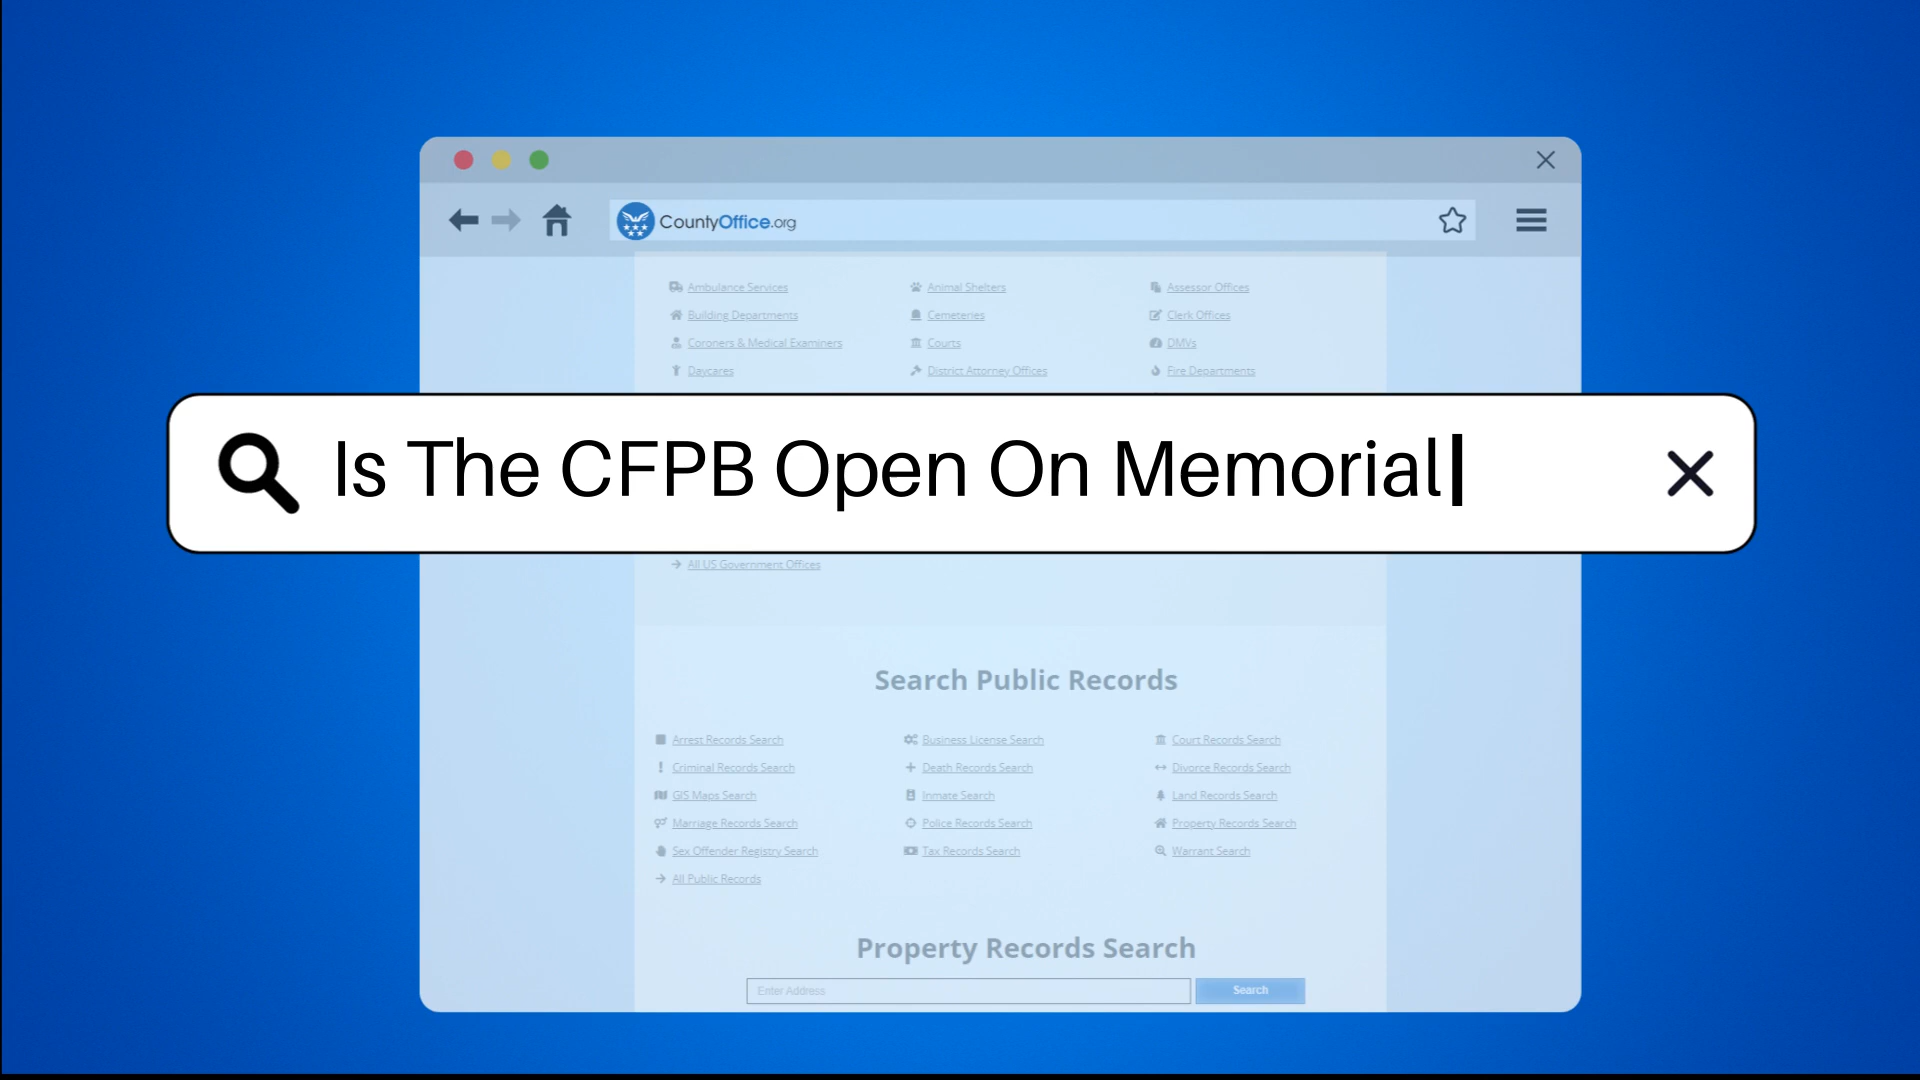 CountyOffice.org
Ambulance Services Animal Shelters Assessor Offices
Building Departments Cemeteries Clerk Offices
Coroners & Medical Examiners Courts DMVs
Daycares District Attorney Offices Fire Departments
Is The CFPB Open On Memorial
All US Government Offices
Search Public Records
Arrest Records Search Business License Search Court Records Search
Criminal Records Search Death Records Search Divorce Records Search
GIS Maps Search Inmate Search Land Records Search
Marriage Records Search Police Records Search Property Records Search
Sex Offender Registry Search Tax Records Search Warrant Search
All Public Records
Property Records Search
Enter Address Search